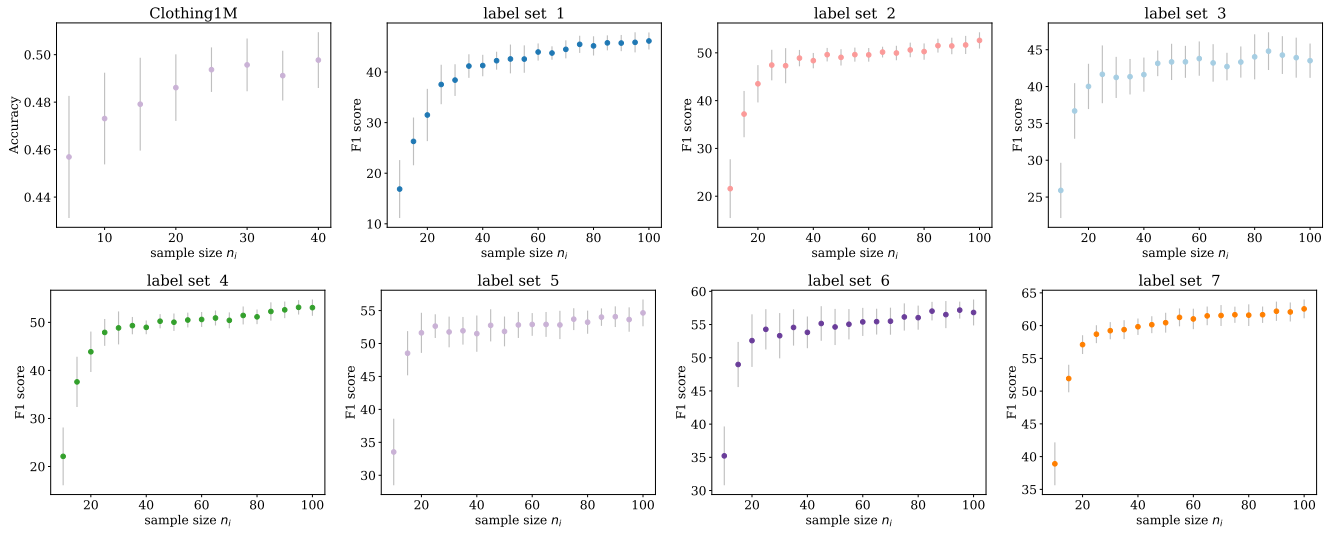 Clothing1M
Accuracy
0.50
0.48
0.46
0.44
10 20 30 40
sample size n_i
label set 1
F1 score
40
30
20
10
20 40 60 80 100
sample size n_i
label set 2
F1 score
50
40
30
20
20 40 60 80 100
sample size n_i
label set 3
F1 score
45
40
35
30
25
20 40 60 80 100
sample size n_i
label set 4
F1 score
50
40
30
20
20 40 60 80 100
sample size n_i
label set 5
F1 score
55
50
45
40
35
30
20 40 60 80 100
sample size n_i
label set 6
F1 score
60
55
50
45
40
35
30
20 40 60 80 100
sample size n_i
label set 7
F1 score
65
60
55
50
45
40
35
20 40 60 80 100
sample size n_i